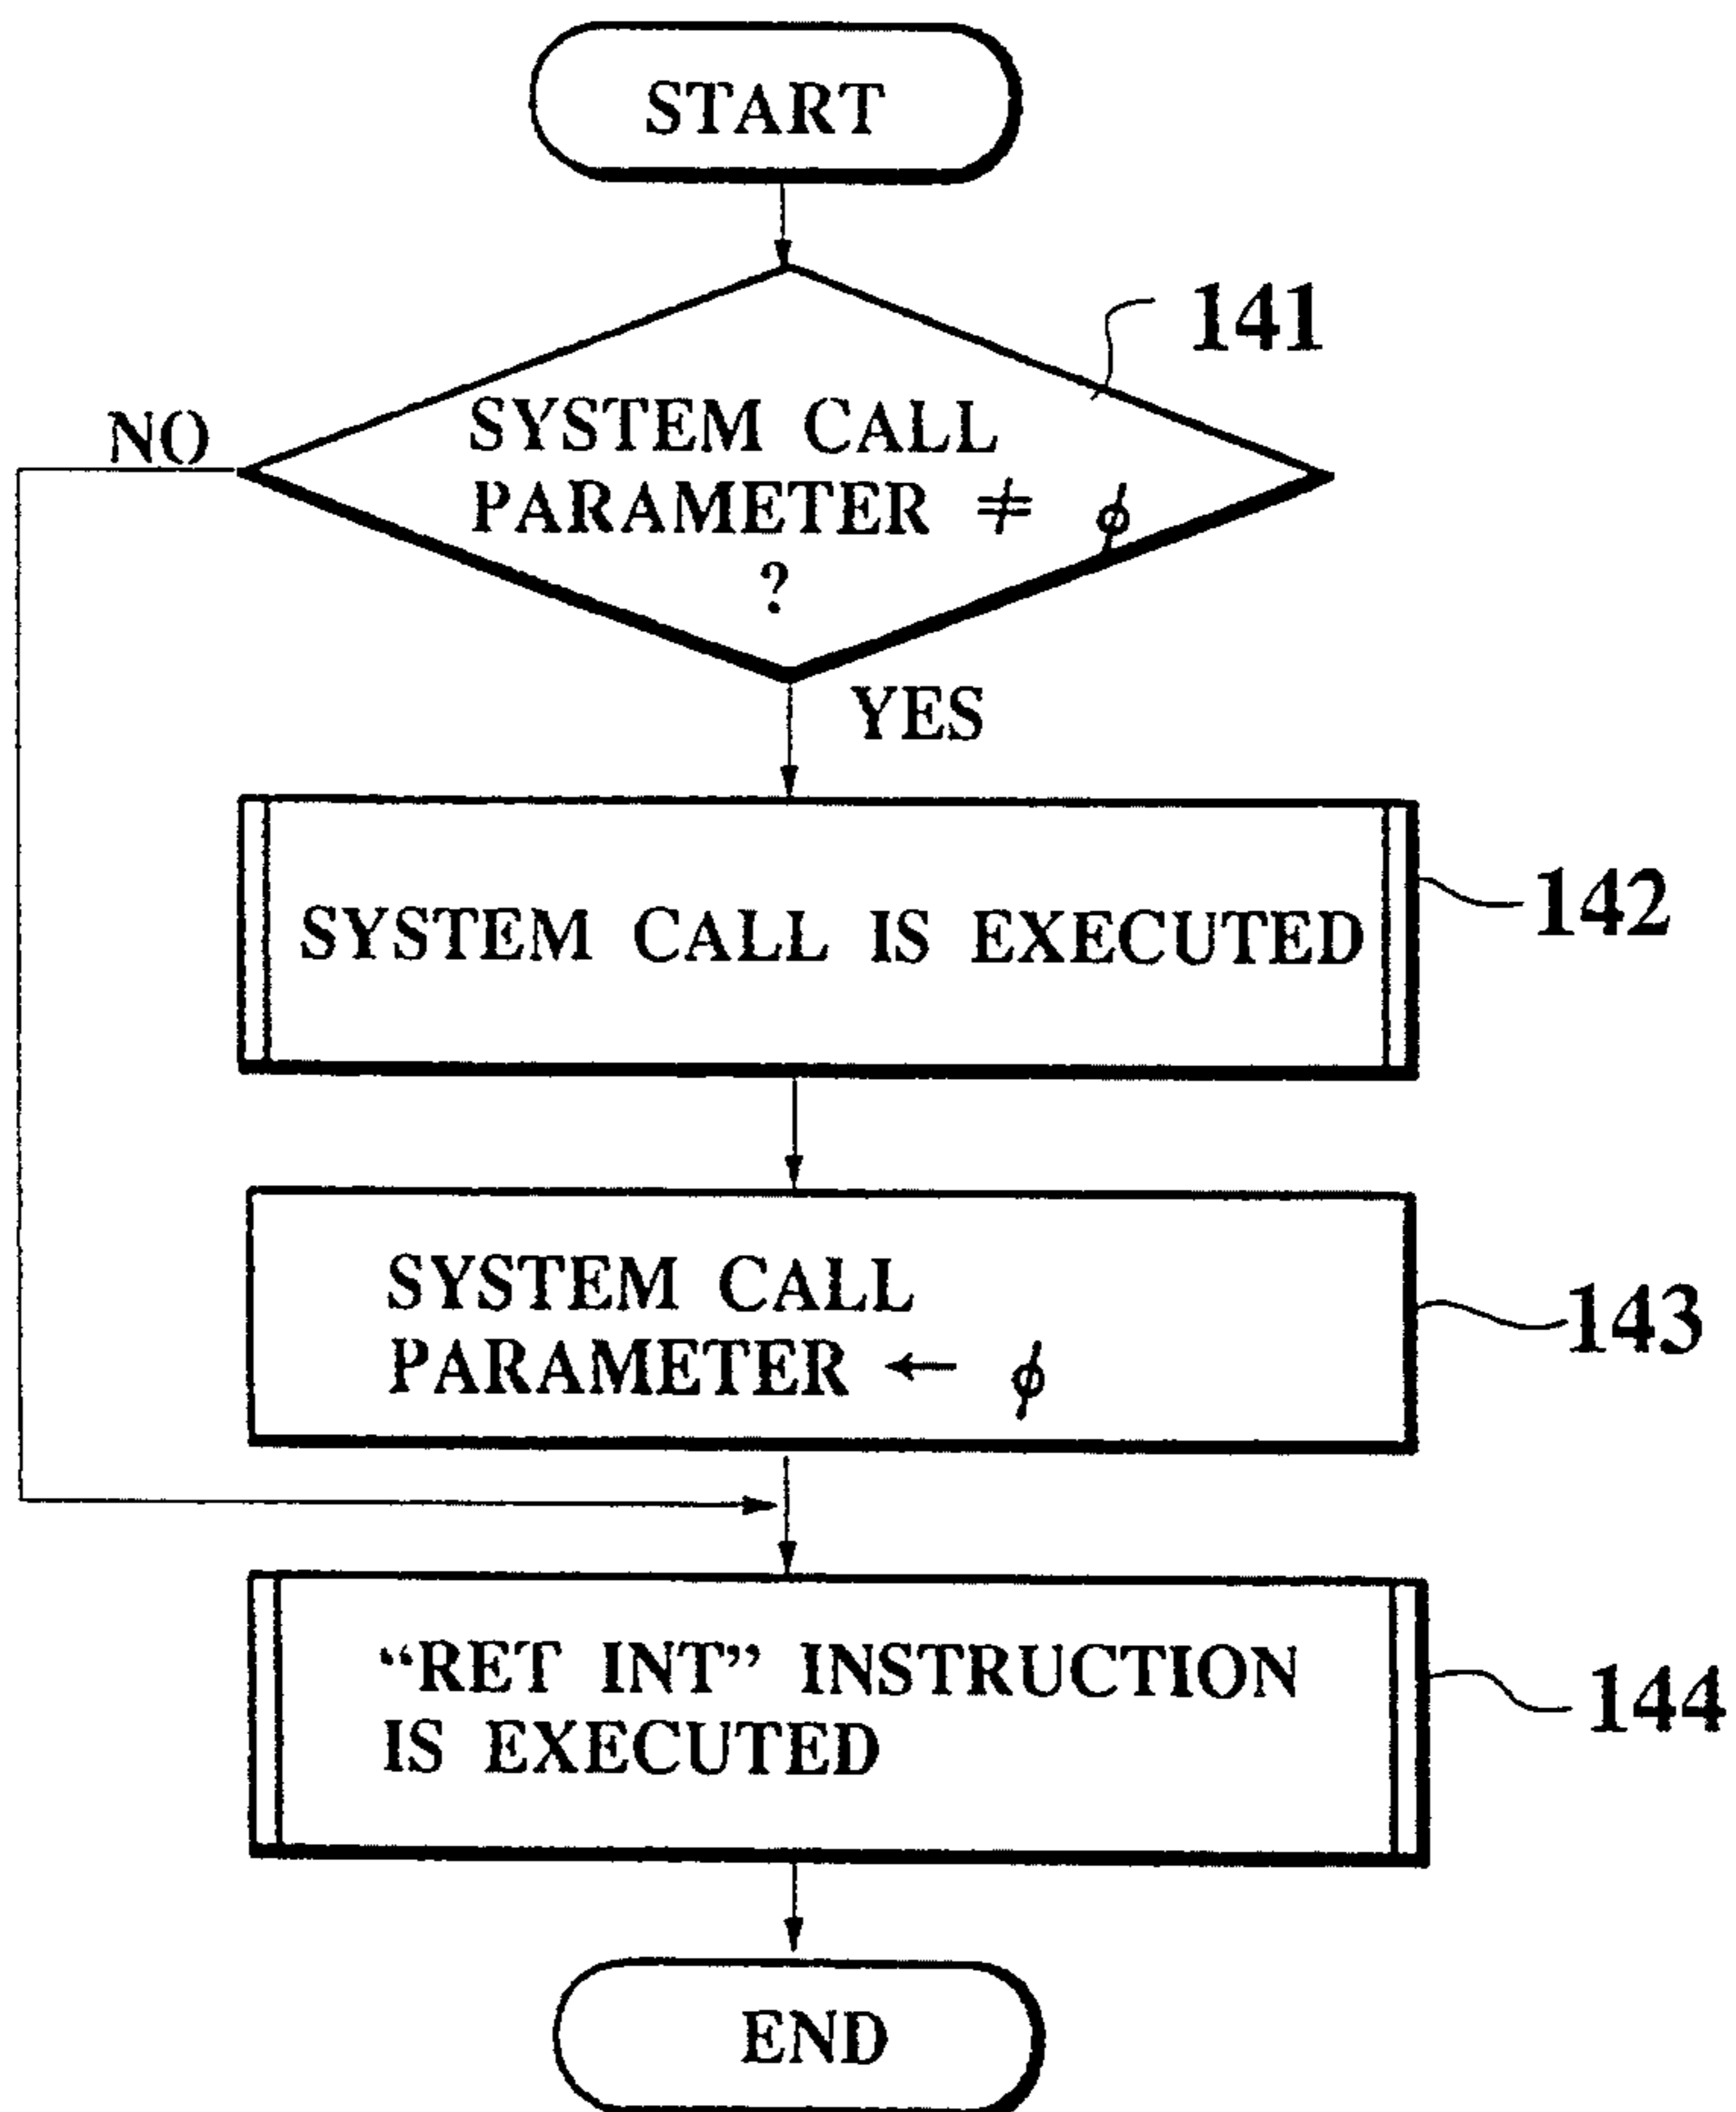 START
141
NO
SYSTEM CALL
PARAMETER ≠ ϕ
?
YES
SYSTEM CALL IS EXECUTED
142
SYSTEM CALL
PARAMETER ← ϕ
143
“RET INT” INSTRUCTION
IS EXECUTED
144
END